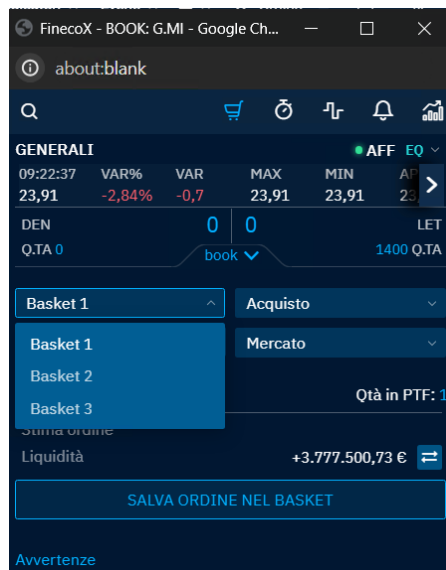 FinecoX - BOOK: G.MI - Google Ch...
about:blank
GENERALI AFF EQ
09:22:37 VAR% VAR MAX MIN AP
23,91 -2,84% -0,7 23,91 23,91 23,
DEN 0 0 LET
Q.TA 0 book 1400 Q.TA
Basket 1 Acquisto
Basket 1 Mercato
Basket 2
Basket 3 Qtà in PTF: 1
Stima ordine
Liquidità +3.777.500,73 €
SALVA ORDINE NEL BASKET
Avvertenze